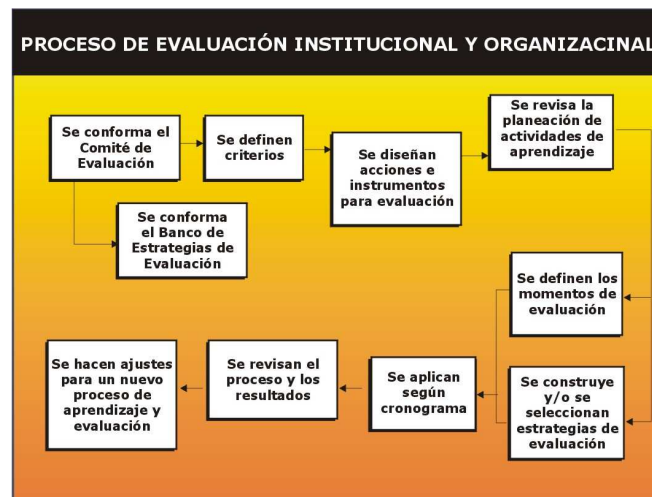 PROCESO DE EVALUACIÓN INSTITUCIONAL Y ORGANIZACINAL
Se conforma el
Comité de
Evaluación
Se definen
criterios
Se diseñan
acciones e
instrumentos
para evaluación
Se revisa la
planeación de
actividades de
aprendizaje
Se conforma
el Banco de
Estrategias de
Evaluación
Se definen los
momentos de
evaluación
Se construye
y/o se
seleccionan
estrategias de
evaluación
Se aplican
según
cronograma
Se revisan el
proceso y los
resultados
Se hacen ajustes
para un nuevo
proceso de
aprendizaje y
evaluación